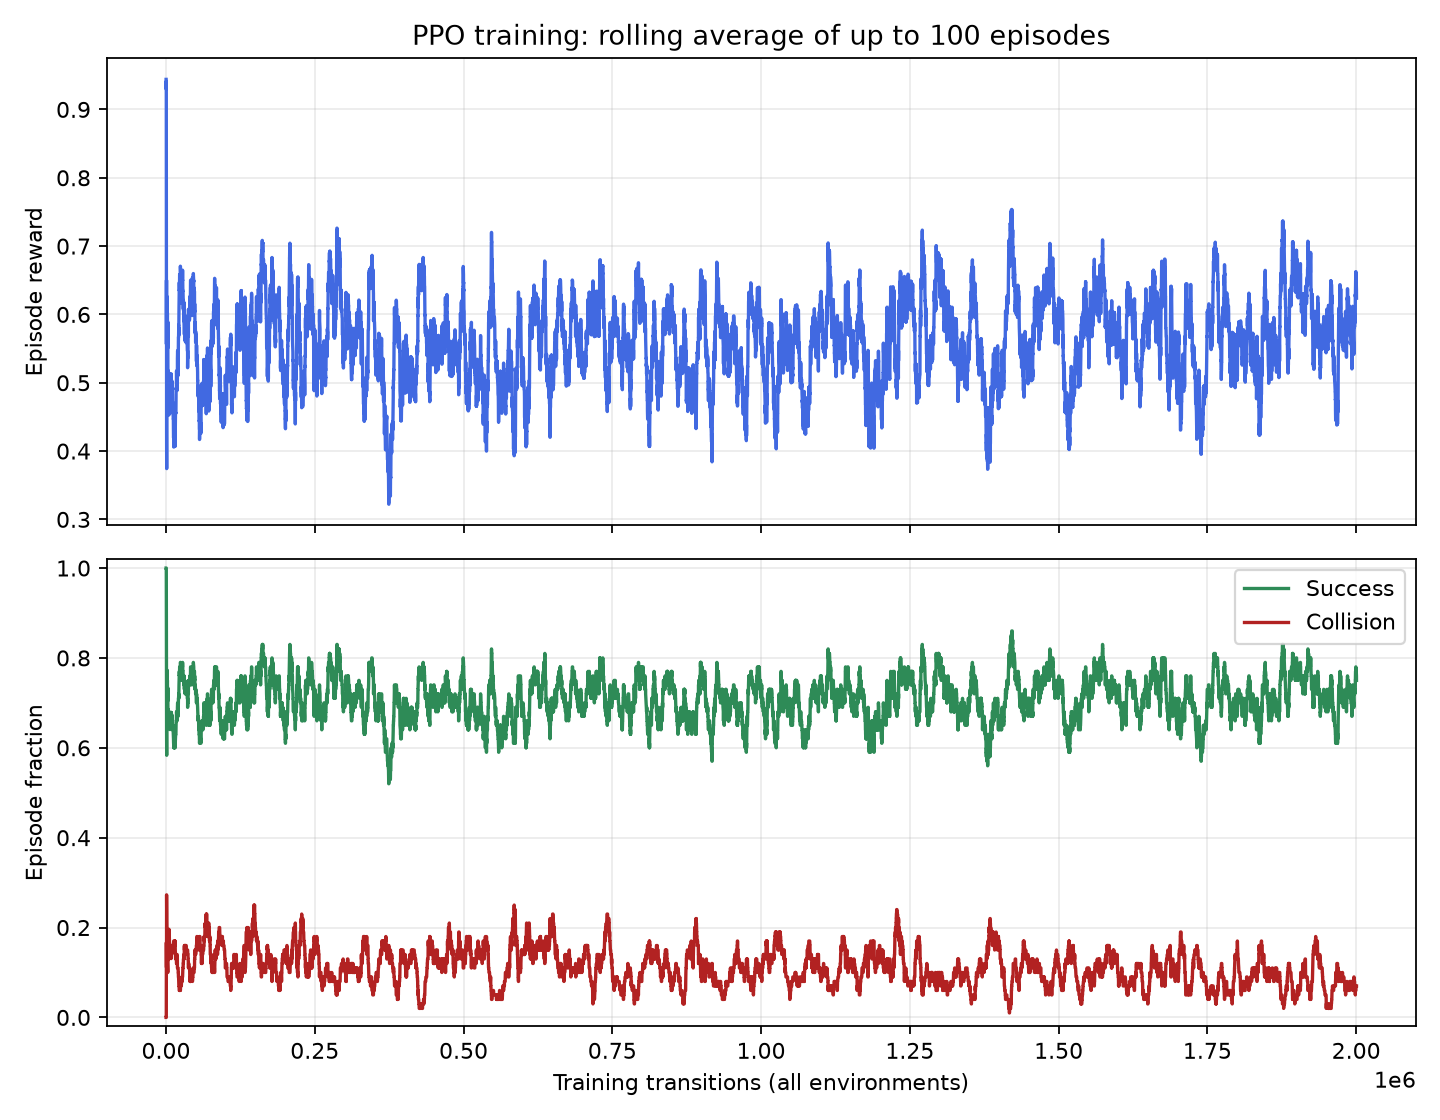 PPO training: rolling average of up to 100 episodes
Episode reward
0.9
0.8
0.7
0.6
0.5
0.4
0.3
Episode fraction
1.0
0.8
0.6
0.4
0.2
0.0
Success
Collision
0.00 0.25 0.50 0.75 1.00 1.25 1.50 1.75 2.00
1e6
Training transitions (all environments)